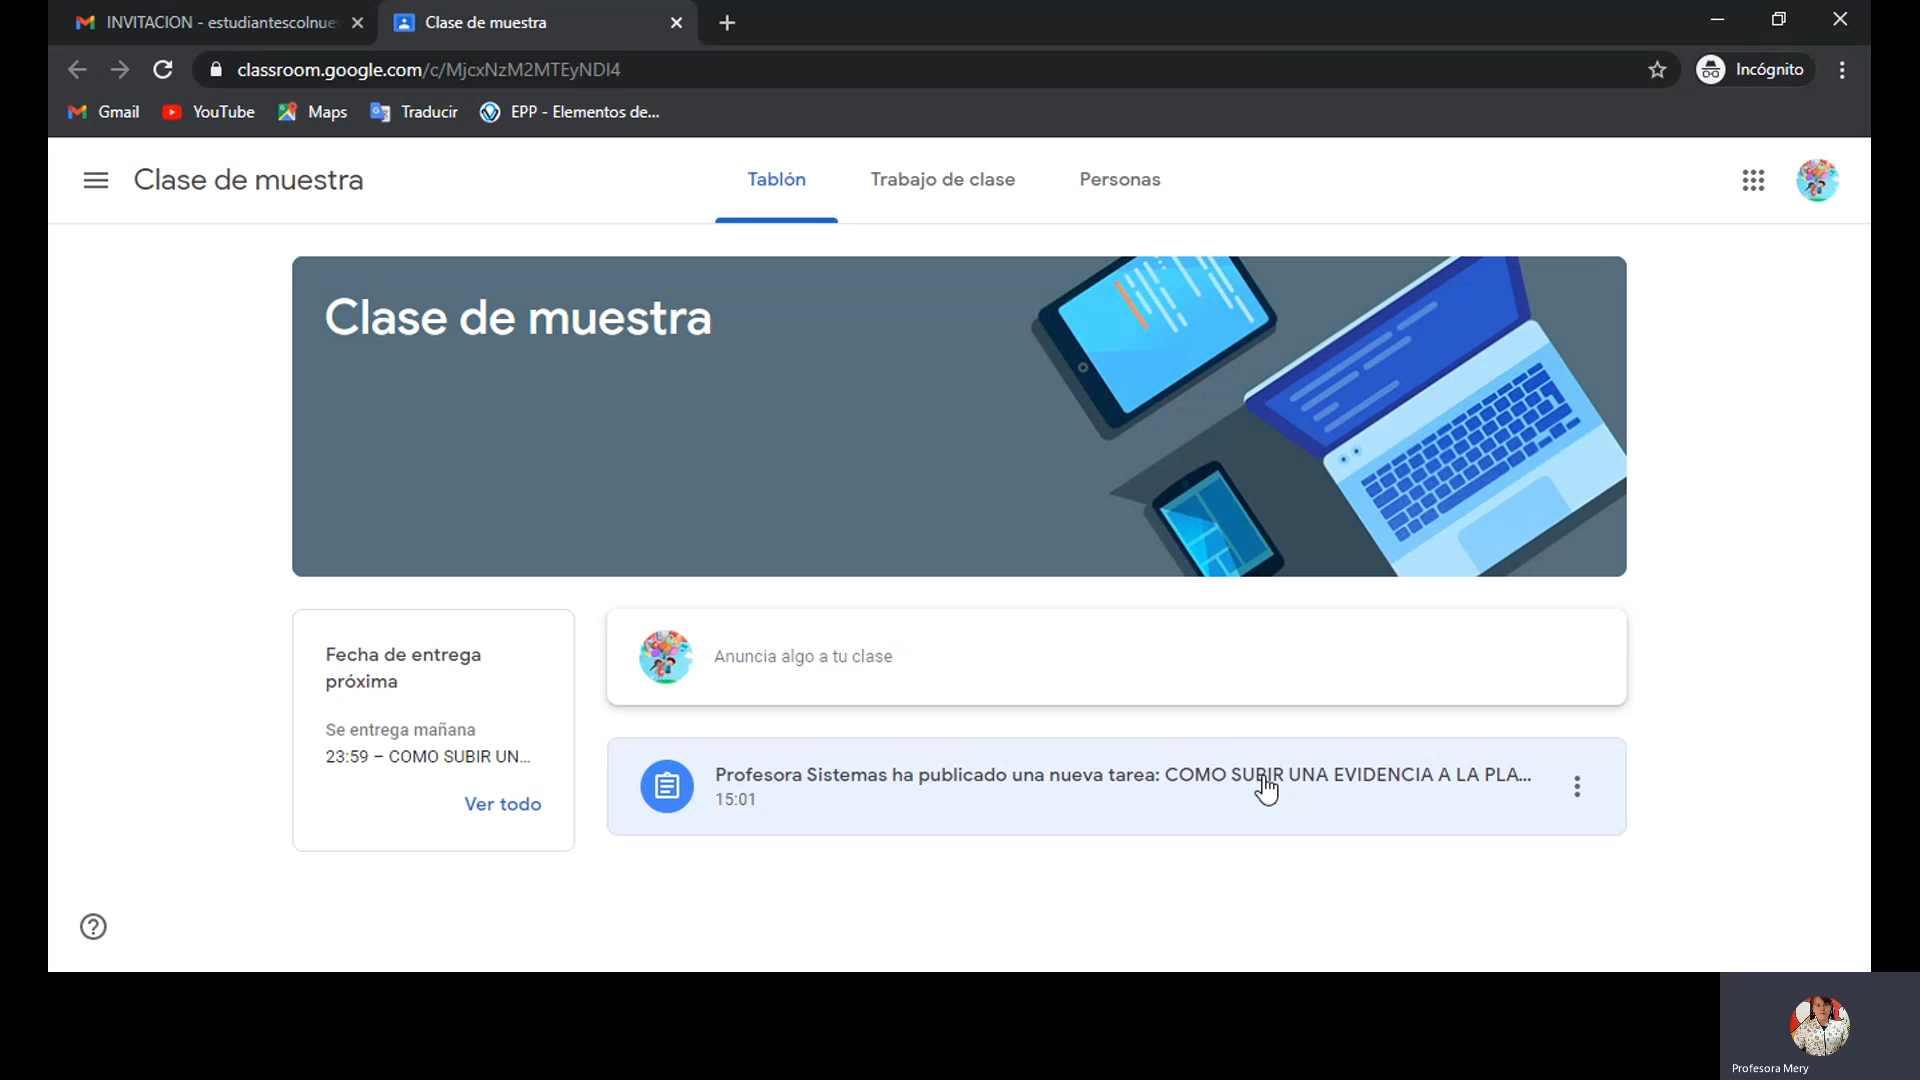 INVITACION - estudiantescolnue
Clase de muestra
classroom.google.com/c/MjcxNzM2MTEyNDI4
Incógnito
Gmail
YouTube
Maps
Traducir
EPP - Elementos de...
Clase de muestra
Tablón
Trabajo de clase
Personas
Clase de muestra
Fecha de entrega
próxima
Se entrega mañana
23:59 – COMO SUBIR UN...
Ver todo
Anuncia algo a tu clase
Profesora Sistemas ha publicado una nueva tarea: COMO SUBIR UNA EVIDENCIA A LA PLA...
15:01
Profesora Mery